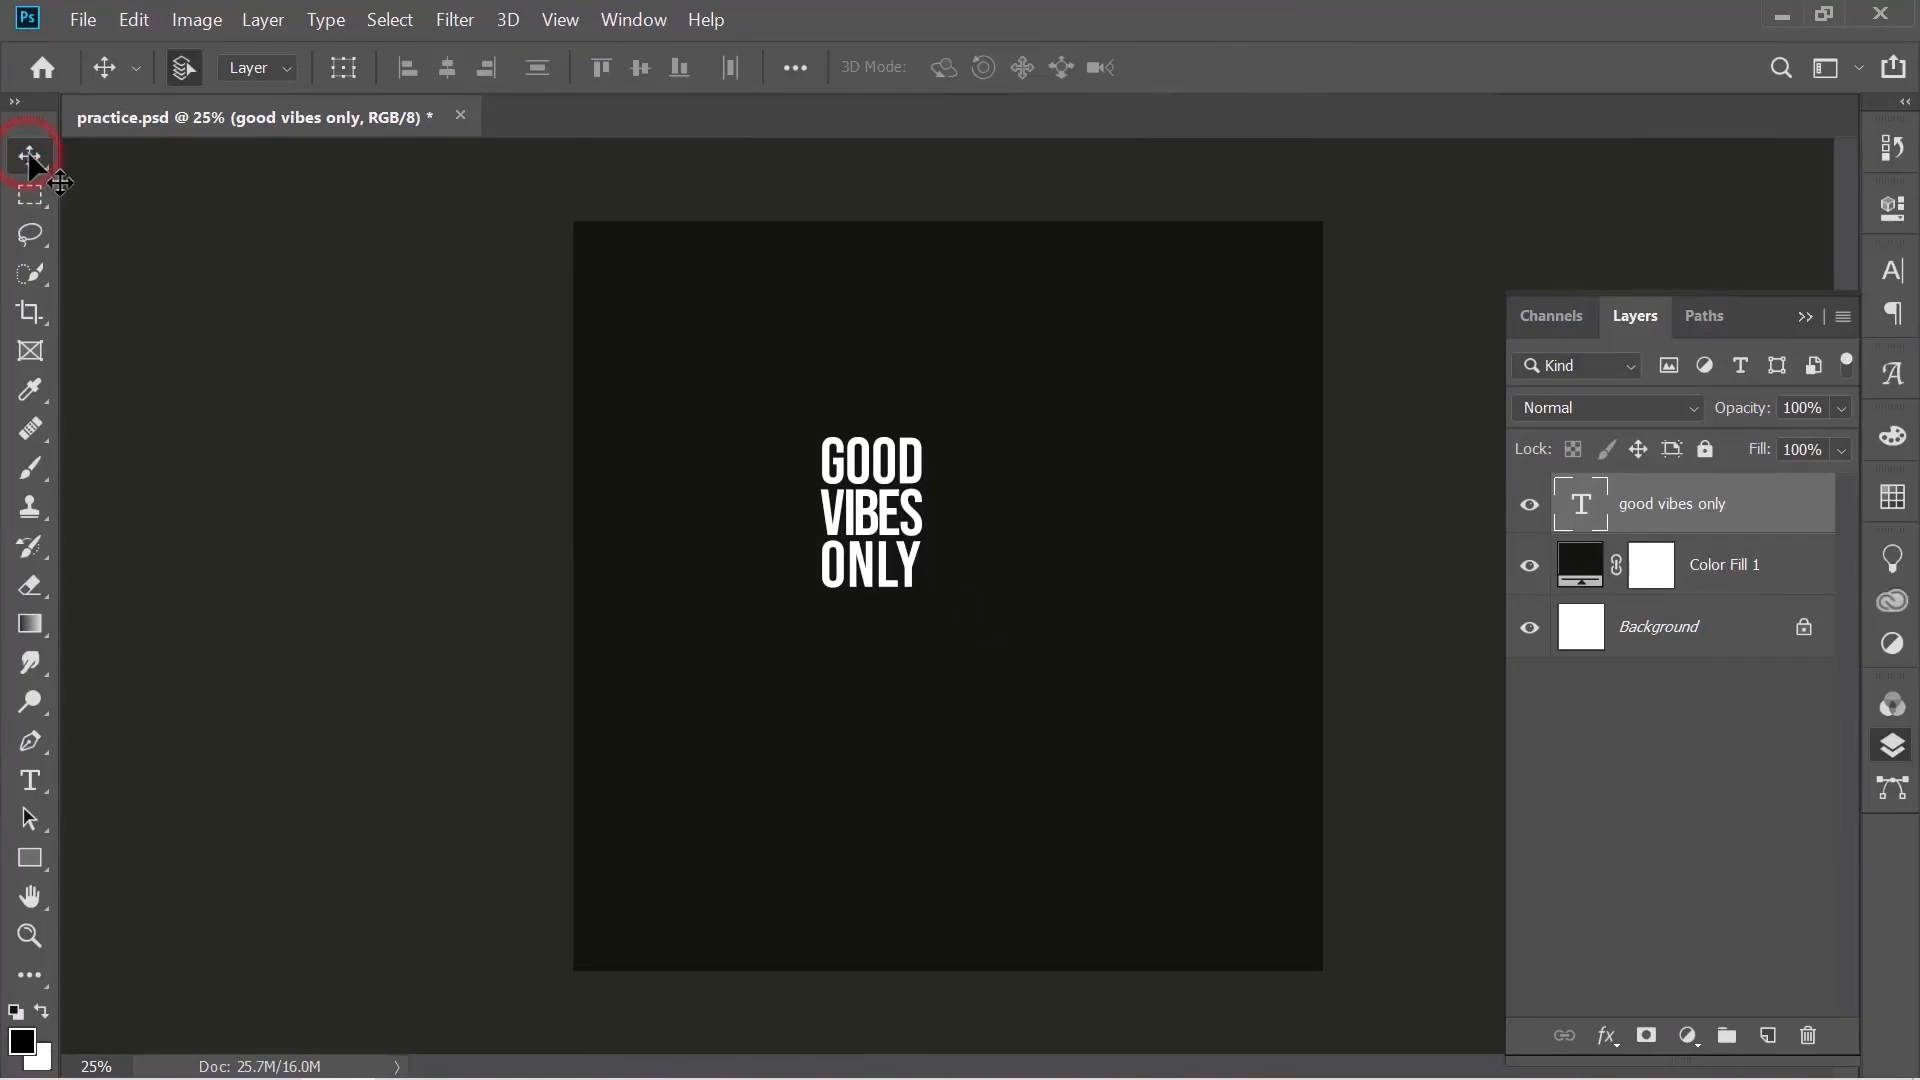 Ps File Edit Image Layer Type Select Filter 3D View Window Help
Layer 3D Mode:
practice.psd @ 25% (good vibes only, RGB/8) *
GOOD
VIBES
ONLY
Channels Layers Paths
Kind
Normal Opacity: 100%
Lock: Fill: 100%
T good vibes only
Color Fill 1
Background
25% Doc: 25.7M/16.0M